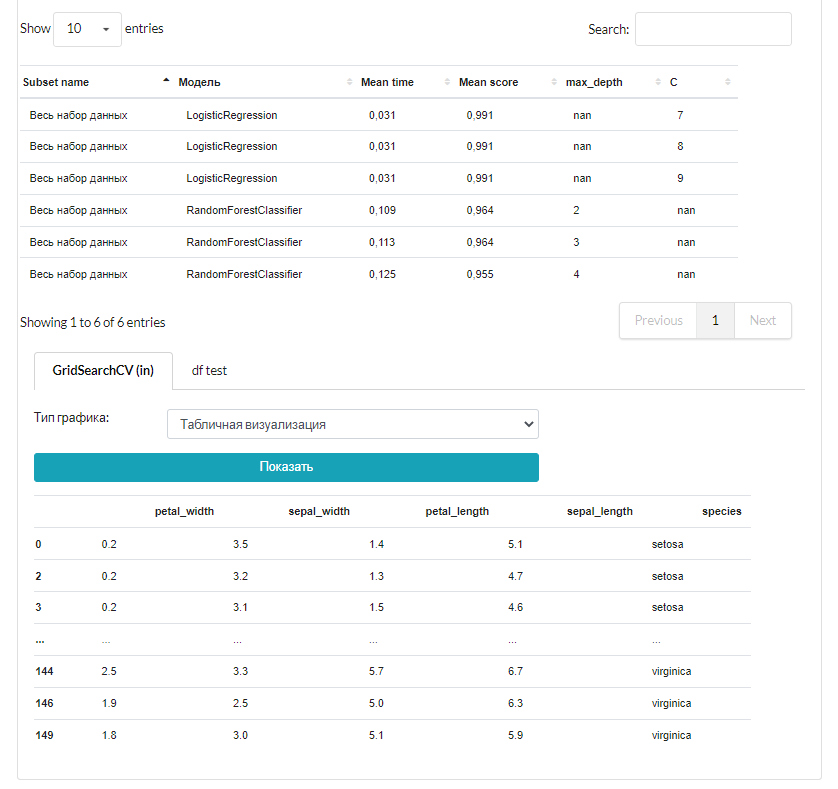 Show 10 entries Search:
Subset name Модель Mean time Mean score max_depth C
Весь набор данных LogisticRegression 0,031 0,991 nan 7
Весь набор данных LogisticRegression 0,031 0,991 nan 8
Весь набор данных LogisticRegression 0,031 0,991 nan 9
Весь набор данных RandomForestClassifier 0,109 0,964 2 nan
Весь набор данных RandomForestClassifier 0,113 0,964 3 nan
Весь набор данных RandomForestClassifier 0,125 0,955 4 nan
Showing 1 to 6 of 6 entries Previous 1 Next
GridSearchCV (in) df test
Тип графика: Табличная визуализация
Показать
petal_width sepal_width petal_length sepal_length species
0 0.2 3.5 1.4 5.1 setosa
2 0.2 3.2 1.3 4.7 setosa
3 0.2 3.1 1.5 4.6 setosa
... ... ... ... ... ...
144 2.5 3.3 5.7 6.7 virginica
146 1.9 2.5 5.0 6.3 virginica
149 1.8 3.0 5.1 5.9 virginica